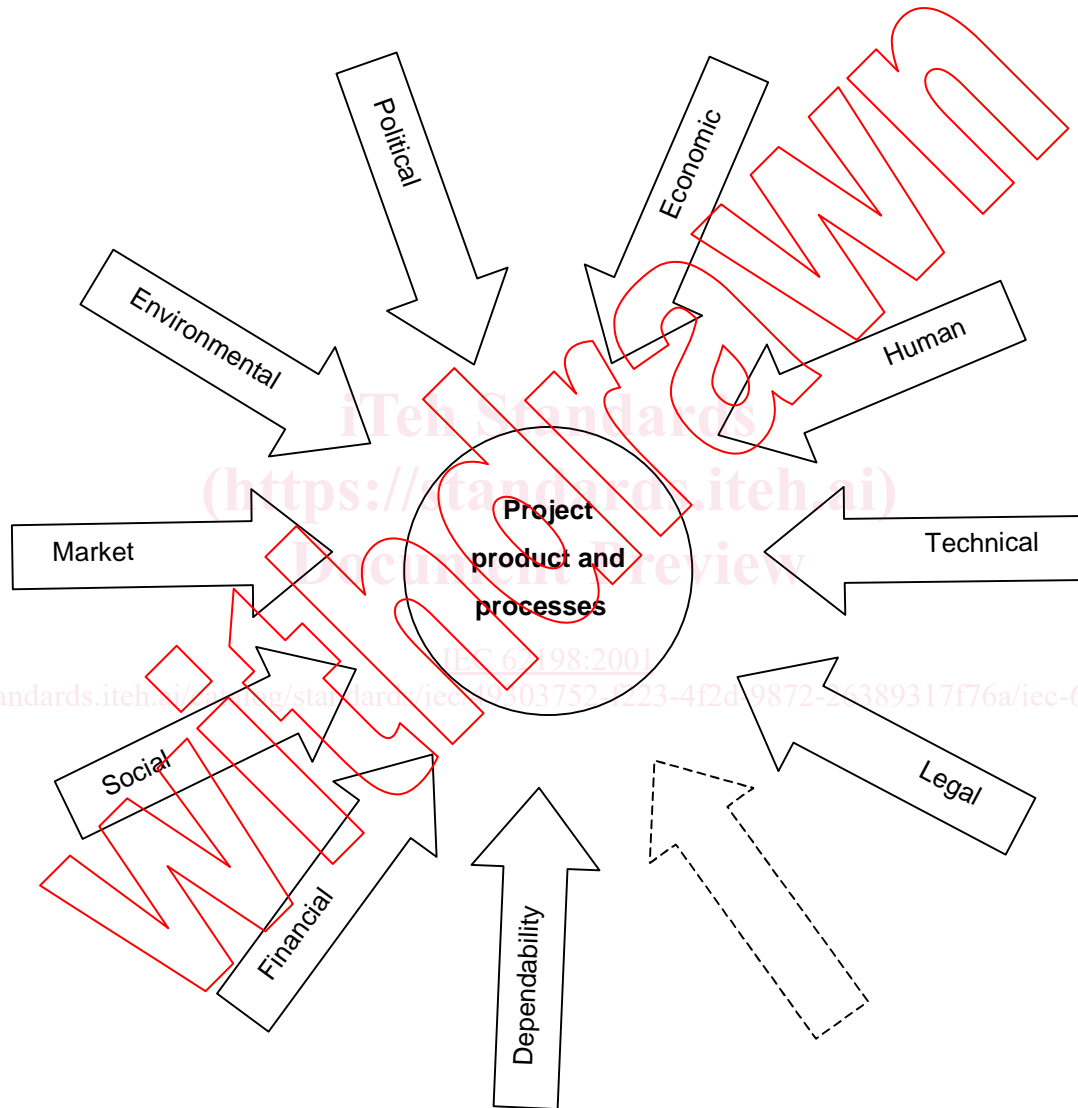 Political
Economic
Environmental
Human
iTeh Standards
(https://standards.iteh.ai)
Project
product and
processes
Market
Technical
Document Preview
IEC 62198:2001
Social
Legal
Financial
Dependability
Withdrawn